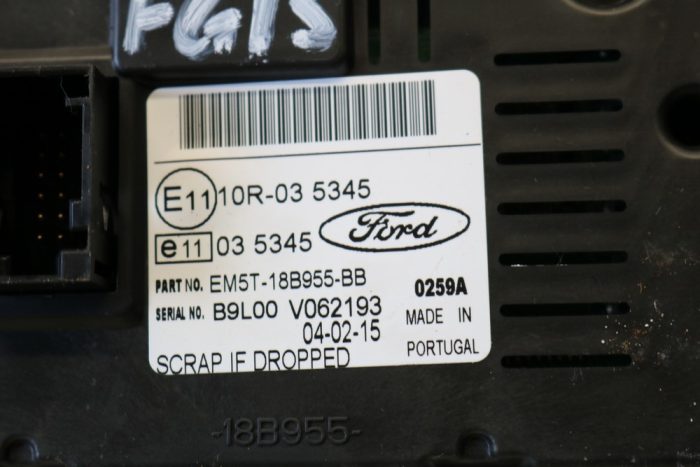 FG15
E11 10R-03 5345
e11 03 5345 Ford
PART NO. EM5T-18B955-BB 0259A
SERIAL NO. B9L00 V062193 MADE IN
04-02-15 PORTUGAL
SCRAP IF DROPPED
-18B955-